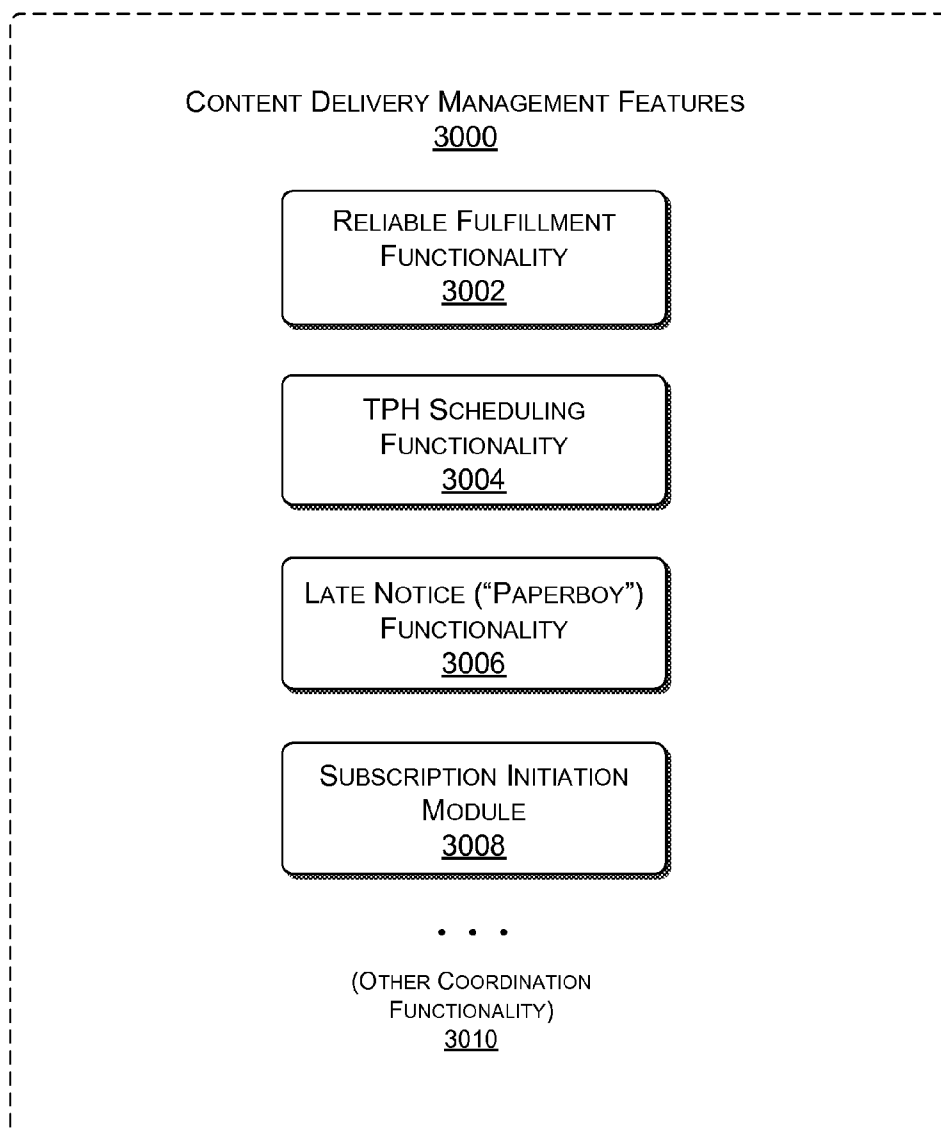 CONTENT DELIVERY MANAGEMENT FEATURES
3000
RELIABLE FULFILLMENT
FUNCTIONALITY
3002
TPH SCHEDULING
FUNCTIONALITY
3004
LATE NOTICE (“PAPERBOY”)
FUNCTIONALITY
3006
SUBSCRIPTION INITIATION
MODULE
3008
. . .
(OTHER COORDINATION
FUNCTIONALITY)
3010